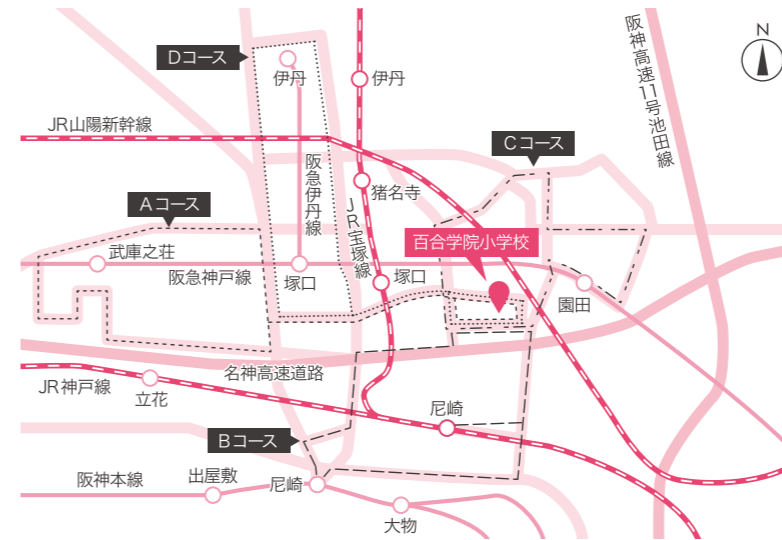 N
Dコース
伊丹
伊丹
阪神高速11号池田線
JR山陽新幹線
Cコース
阪急伊丹線
猪名寺
Aコース
JR宝塚線
百合学院小学校
武庫之荘
阪急神戸線
塚口
塚口
園田
名神高速道路
JR神戸線
立花
尼崎
Bコース
阪神本線
出屋敷
尼崎
大物